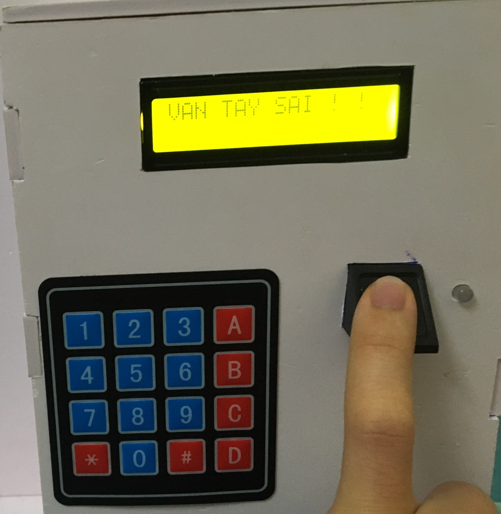 VAN TAY SAI ! !
1 2 3 A
4 5 6 B
7 8 9 C
* 0 # D